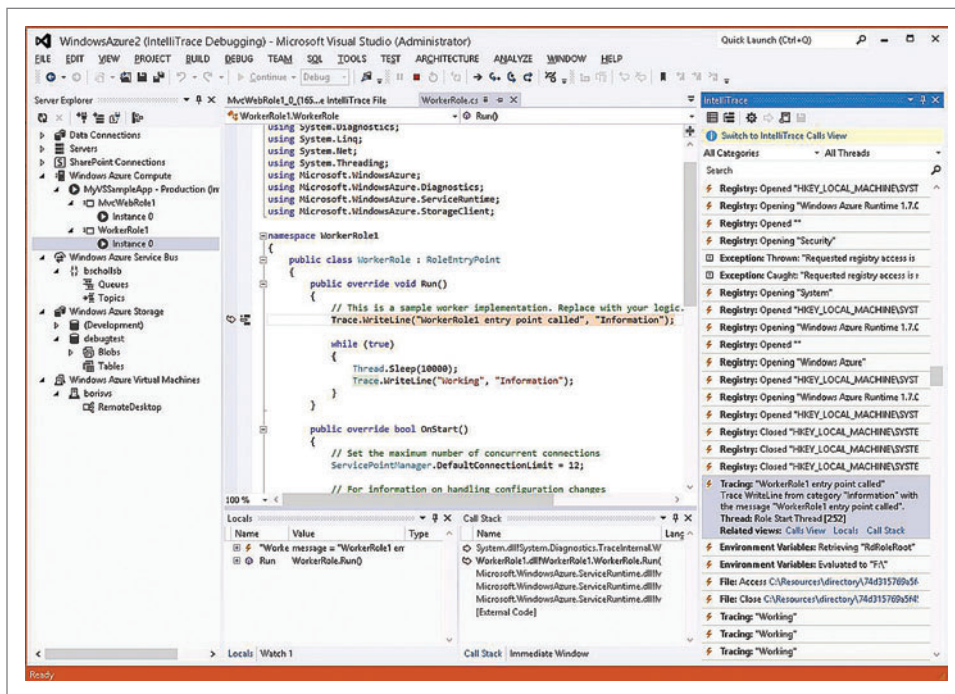 WindowsAzure2 (IntelliTrace Debugging) - Microsoft Visual Studio (Administrator)
Quick Launch (Ctrl+Q)
FILE EDIT VIEW PROJECT BUILD DEBUG TEAM SQL TOOLS TEST ARCHITECTURE ANALYZE WINDOW HELP
Continue Debug
Server Explorer
Data Connections
Servers
SharePoint Connections
Windows Azure Compute
MyVSSampleApp - Production (In
MvcWebRole1
Instance 0
WorkerRole1
Instance 0
Windows Azure Service Bus
bschollsb
Queues
Topics
Windows Azure Storage
(Development)
debugtest
Blobs
Tables
Windows Azure Virtual Machines
borisvs
RemoteDesktop
MvcWebRole1_0_(165...e IntelliTrace File
WorkerRole.cs
WorkerRole1.WorkerRole
Run()
using System.Diagnostics;
using System.Linq;
using System.Net;
using System.Threading;
using Microsoft.WindowsAzure;
using Microsoft.WindowsAzure.Diagnostics;
using Microsoft.WindowsAzure.ServiceRuntime;
using Microsoft.WindowsAzure.StorageClient;
namespace WorkerRole1
{
public class WorkerRole : RoleEntryPoint
{
public override void Run()
{
// This is a sample worker implementation. Replace with your logic.
Trace.WriteLine("WorkerRole1 entry point called", "Information");
while (true)
{
Thread.Sleep(10000);
Trace.WriteLine("Working", "Information");
}
}
public override bool OnStart()
{
// Set the maximum number of concurrent connections
ServicePointManager.DefaultConnectionLimit = 12;
// For information on handling configuration changes
100 %
Locals
Name Value Type
"Worke message = "WorkerRole1 en
Run WorkerRole.Run()
Locals Watch 1
Call Stack
Name Lang
System.dll!System.Diagnostics.TraceInternal.W
WorkerRole1.dll!WorkerRole1.WorkerRole.Run(
Microsoft.WindowsAzure.ServiceRuntime.dll!
Microsoft.WindowsAzure.ServiceRuntime.dll!
Microsoft.WindowsAzure.ServiceRuntime.dll!
[External Code]
Call Stack Immediate Window
IntelliTrace
Switch to IntelliTrace Calls View
All Categories All Threads
Search
Registry: Opened "HKEY_LOCAL_MACHINE\SYST
Registry: Opening "Windows Azure Runtime 1.7.0
Registry: Opened ""
Registry: Opening "Security"
Exception: Thrown: "Requested registry access is
Exception: Caught: "Requested registry access is
Registry: Opening "System"
Registry: Opened "HKEY_LOCAL_MACHINE\SYST
Registry: Opening "Windows Azure Runtime 1.7.0
Registry: Opened ""
Registry: Opening "Windows Azure"
Registry: Opened "HKEY_LOCAL_MACHINE\SYST
Registry: Opening "Windows Azure Runtime 1.7.0
Registry: Opened "HKEY_LOCAL_MACHINE\SYST
Registry: Closed "HKEY_LOCAL_MACHINE\SYSTE
Registry: Closed "HKEY_LOCAL_MACHINE\SYSTE
Registry: Closed "HKEY_LOCAL_MACHINE\SYSTE
Tracing: "WorkerRole1 entry point called"
Trace WriteLine from category "Information" with
the message "WorkerRole1 entry point called".
Thread: Role Start Thread [252]
Related views: Calls View Locals Call Stack
Environment Variables: Retrieving "RdRoleRoot"
Environment Variables: Evaluated to "F:\"
File: Access C:\Resources\directory\74d315769a5f4
File: Close C:\Resources\directory\74d315769a5f4
Tracing: "Working"
Tracing: "Working"
Tracing: "Working"
Ready